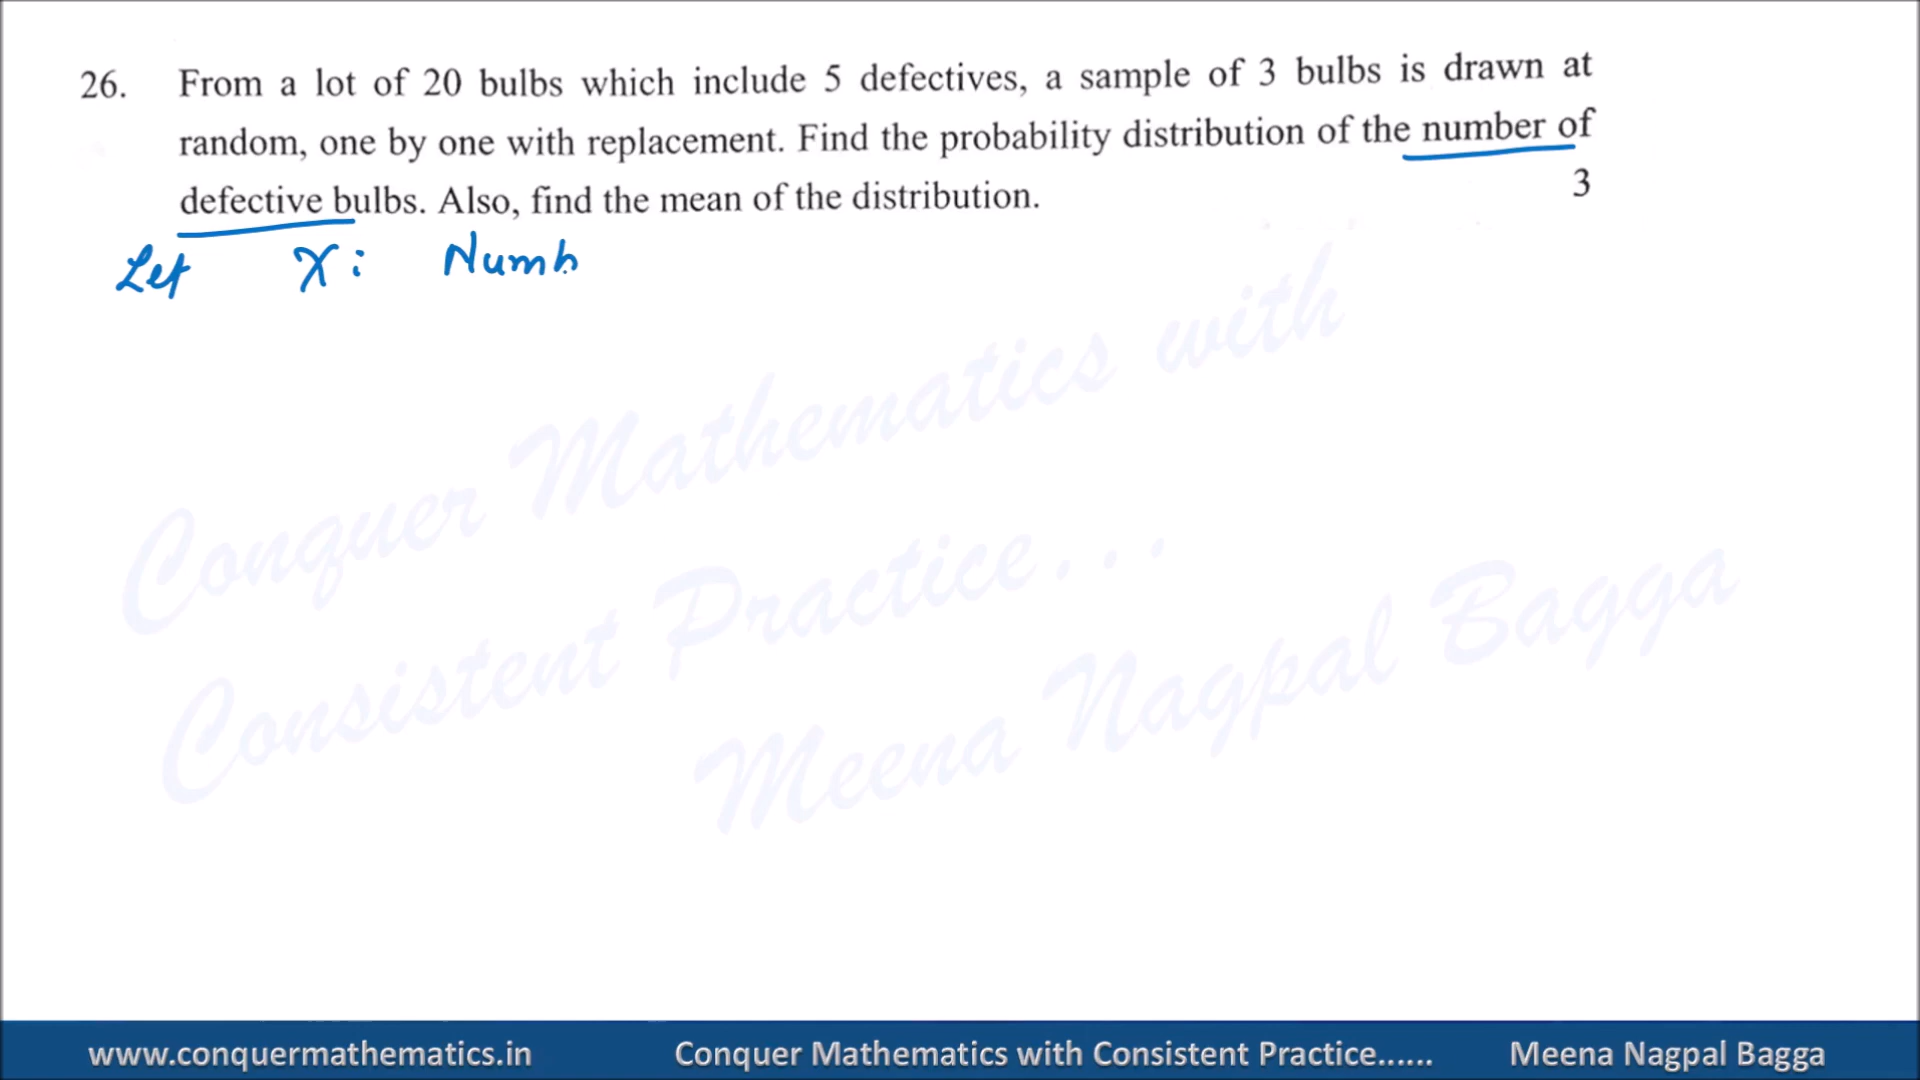 26. From a lot of 20 bulbs which include 5 defectives, a sample of 3 bulbs is drawn at
random, one by one with replacement. Find the probability distribution of the number of
defective bulbs. Also, find the mean of the distribution. 3
Let X: Numb
Conquer Mathematics with
Consistent Practice...
Meena Nagpal Bagga
www.conquermathematics.in Conquer Mathematics with Consistent Practice...... Meena Nagpal Bagga